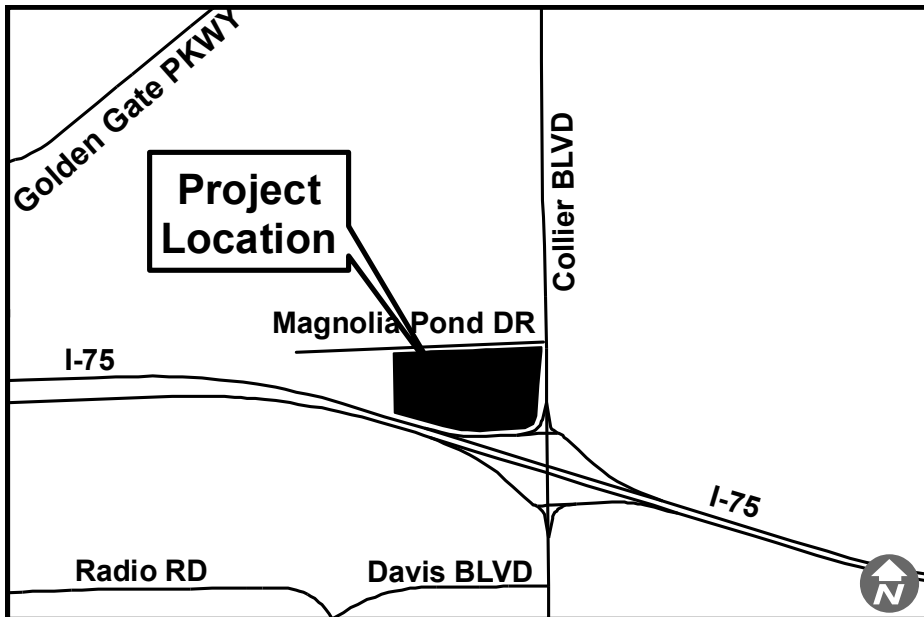 Golden Gate PKWY
Collier BLVD
Project
Location
Magnolia Pond DR
I-75
I-75
Radio RD
Davis BLVD
N